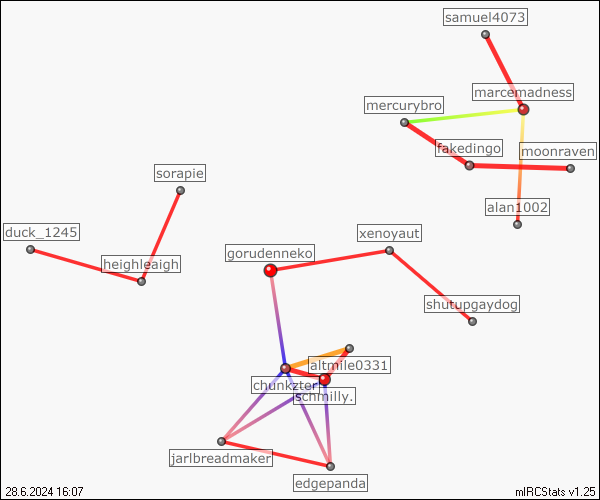 samuel4073
marcemadness
mercurybro
fakedingo
moonraven
sorapie
alan1002
duck_1245
xenoyaut
gorudenneko
heighleaigh
shutupgaydog
altmile0331
chunkzter
schmilly.
jarlbreadmaker
edgepanda
28.6.2024 16:07
mIRCStats v1.25